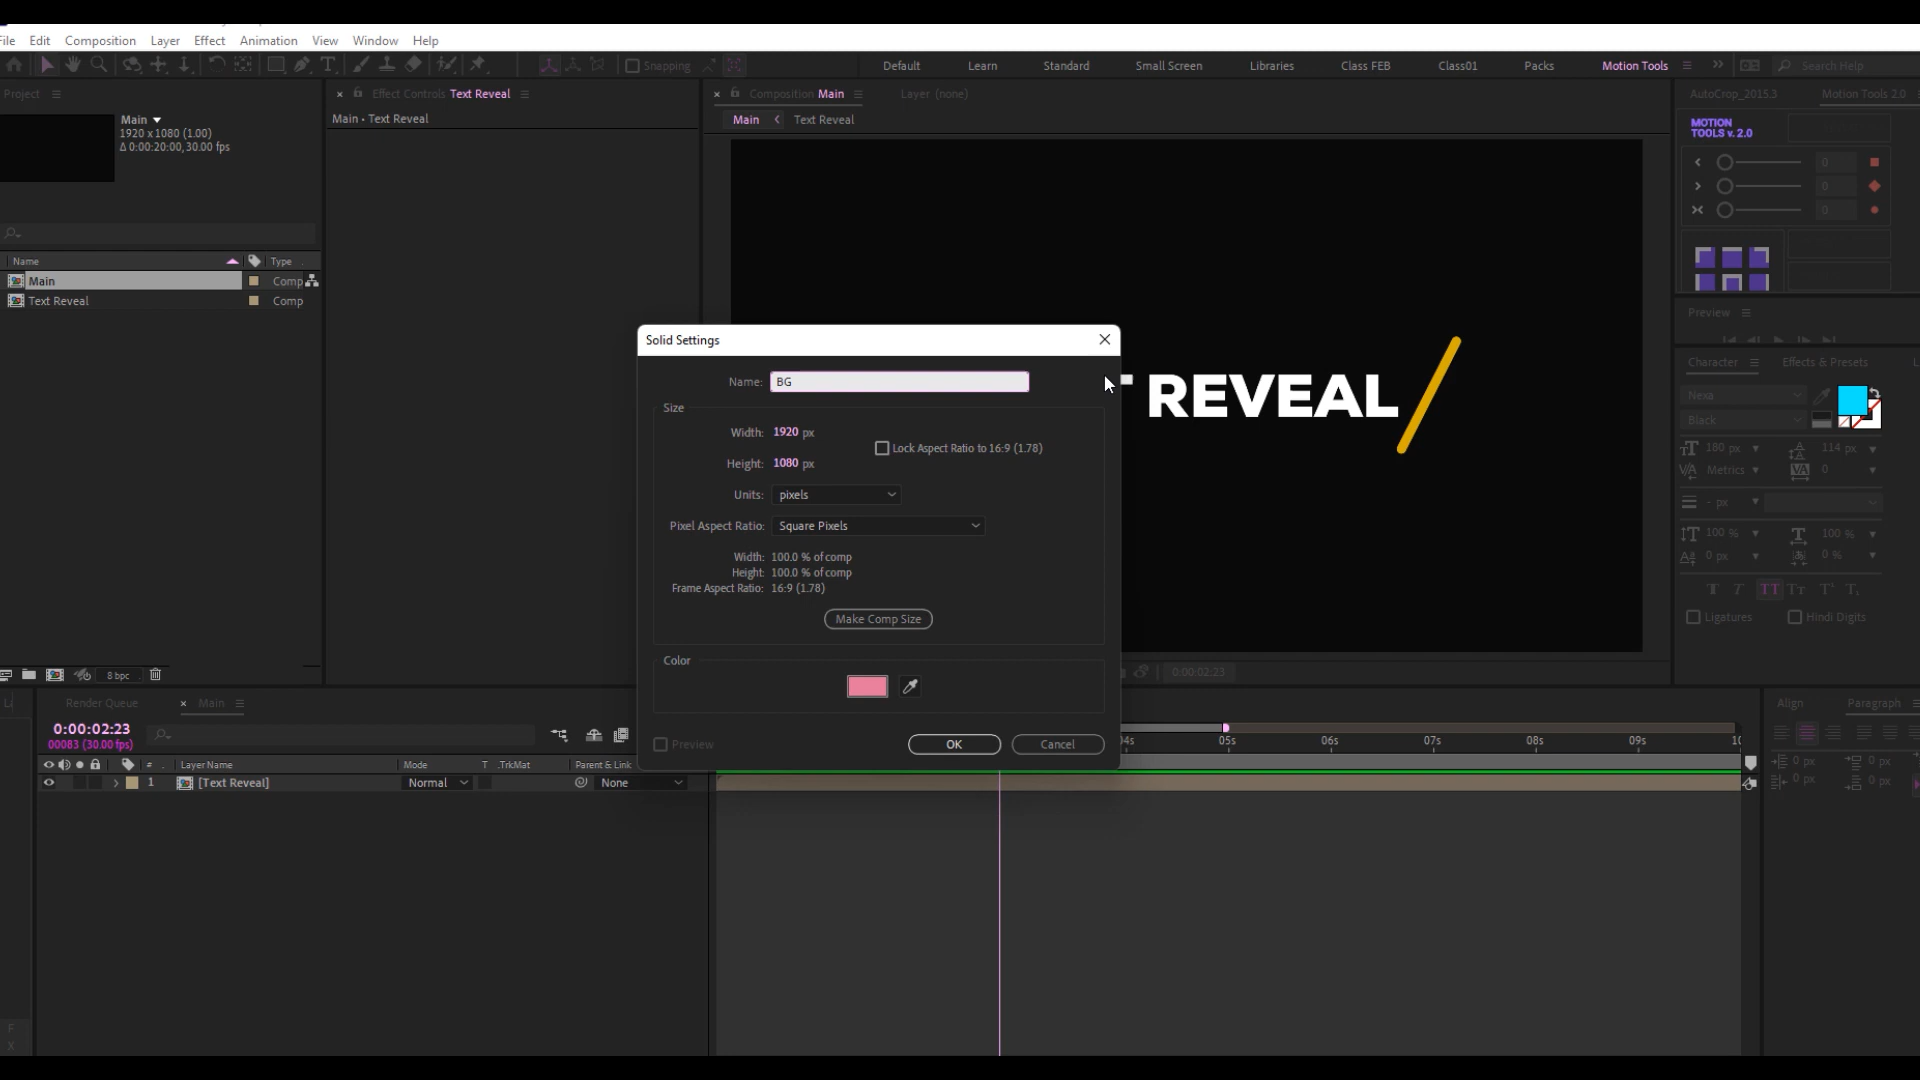 File Edit Composition Layer Effect Animation View Window Help
Snapping Default Learn Standard Small Screen Libraries Class FEB Class01 Packs Motion Tools Search Help
Project
Effect Controls Text Reveal
Composition Main
Layer (none)
AutoCrop_2015.3
Motion Tools 2.0
Main
1920 x 1080 (1.00)
Δ 0:00:20:00, 30.00 fps
Main • Text Reveal
Main Text Reveal
MOTION
TOOLS v. 2.0
0
0
0
Name Type
Main Comp
Text Reveal Comp
8 bpc
Solid Settings
Name: BG
Size
Width: 1920 px
Height: 1080 px
Lock Aspect Ratio to 16:9 (1.78)
Units: pixels
Pixel Aspect Ratio: Square Pixels
Width: 100.0 % of comp
Height: 100.0 % of comp
Frame Aspect Ratio: 16:9 (1.78)
Make Comp Size
Color
Preview
OK
Cancel
T REVEAL
0:00:02:23
Preview
Character
Effects & Presets
Nexa
Black
180 px 114 px
Metrics 0
- px
100 % 100 %
0 px 0 %
Ligatures Hindi Digits
Render Queue Main
0:00:02:23
00083 (30.00 fps)
# Layer Name Mode T .TrkMat Parent & Link
1 [Text Reveal] Normal None
04s 05s 06s 07s 08s 09s 10
Align Paragraph
0 px 0 px
0 px 0 px